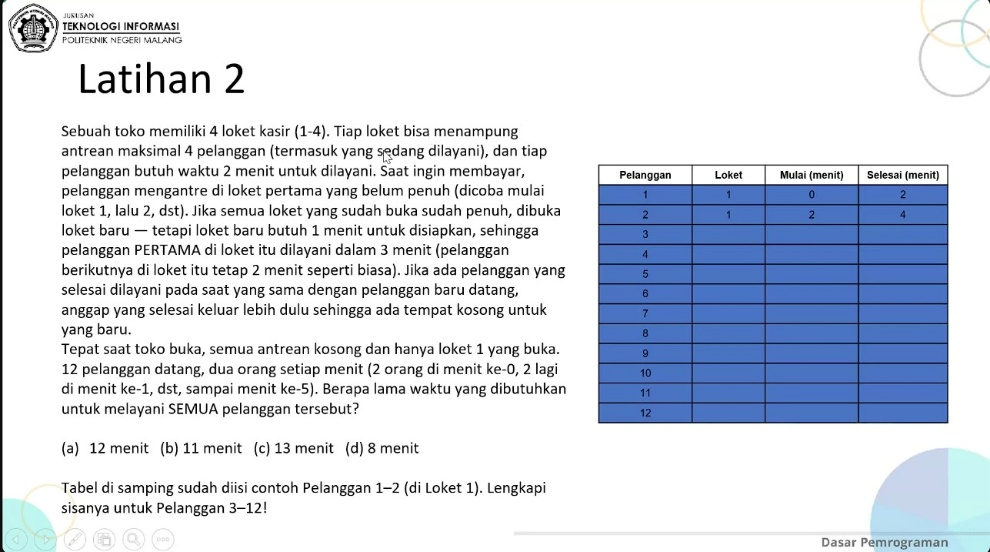 JURUSAN
TEKNOLOGI INFORMASI
POLITEKNIK NEGERI MALANG
Latihan 2
Sebuah toko memiliki 4 loket kasir (1-4). Tiap loket bisa menampung
antrean maksimal 4 pelanggan (termasuk yang sedang dilayani), dan tiap
pelanggan butuh waktu 2 menit untuk dilayani. Saat ingin membayar,
pelanggan mengantre di loket pertama yang belum penuh (dicoba mulai
loket 1, lalu 2, dst). Jika semua loket yang sudah buka sudah penuh, dibuka
loket baru — tetapi loket baru butuh 1 menit untuk disiapkan, sehingga
pelanggan PERTAMA di loket itu dilayani dalam 3 menit (pelanggan
berikutnya di loket itu tetap 2 menit seperti biasa). Jika ada pelanggan yang
selesai dilayani pada saat yang sama dengan pelanggan baru datang,
anggap yang selesai keluar lebih dulu sehingga ada tempat kosong untuk
yang baru.
Tepat saat toko buka, semua antrean kosong dan hanya loket 1 yang buka.
12 pelanggan datang, dua orang setiap menit (2 orang di menit ke-0, 2 lagi
di menit ke-1, dst, sampai menit ke-5). Berapa lama waktu yang dibutuhkan
untuk melayani SEMUA pelanggan tersebut?
(a) 12 menit (b) 11 menit (c) 13 menit (d) 8 menit
Tabel di samping sudah diisi contoh Pelanggan 1–2 (di Loket 1). Lengkapi
sisanya untuk Pelanggan 3–12!
Pelanggan Loket Mulai (menit) Selesai (menit)
1 1 0 2
2 1 2 4
3
4
5
6
7
8
9
10
11
12
Dasar Pemrograman